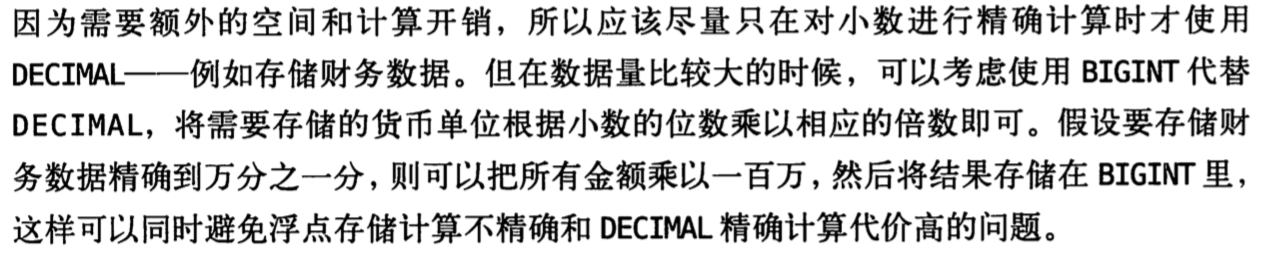 因为需要额外的空间和计算开销，所以应该尽量只在对小数进行精确计算时才使用
DECIMAL——例如存储财务数据。但在数据量比较大的时候，可以考虑使用 BIGINT 代替
DECIMAL，将需要存储的货币单位根据小数的位数乘以相应的倍数即可。假设要存储财
务数据精确到万分之一分，则可以把所有金额乘以一百万，然后将结果存储在 BIGINT 里，
这样可以同时避免浮点存储计算不精确和 DECIMAL 精确计算代价高的问题。